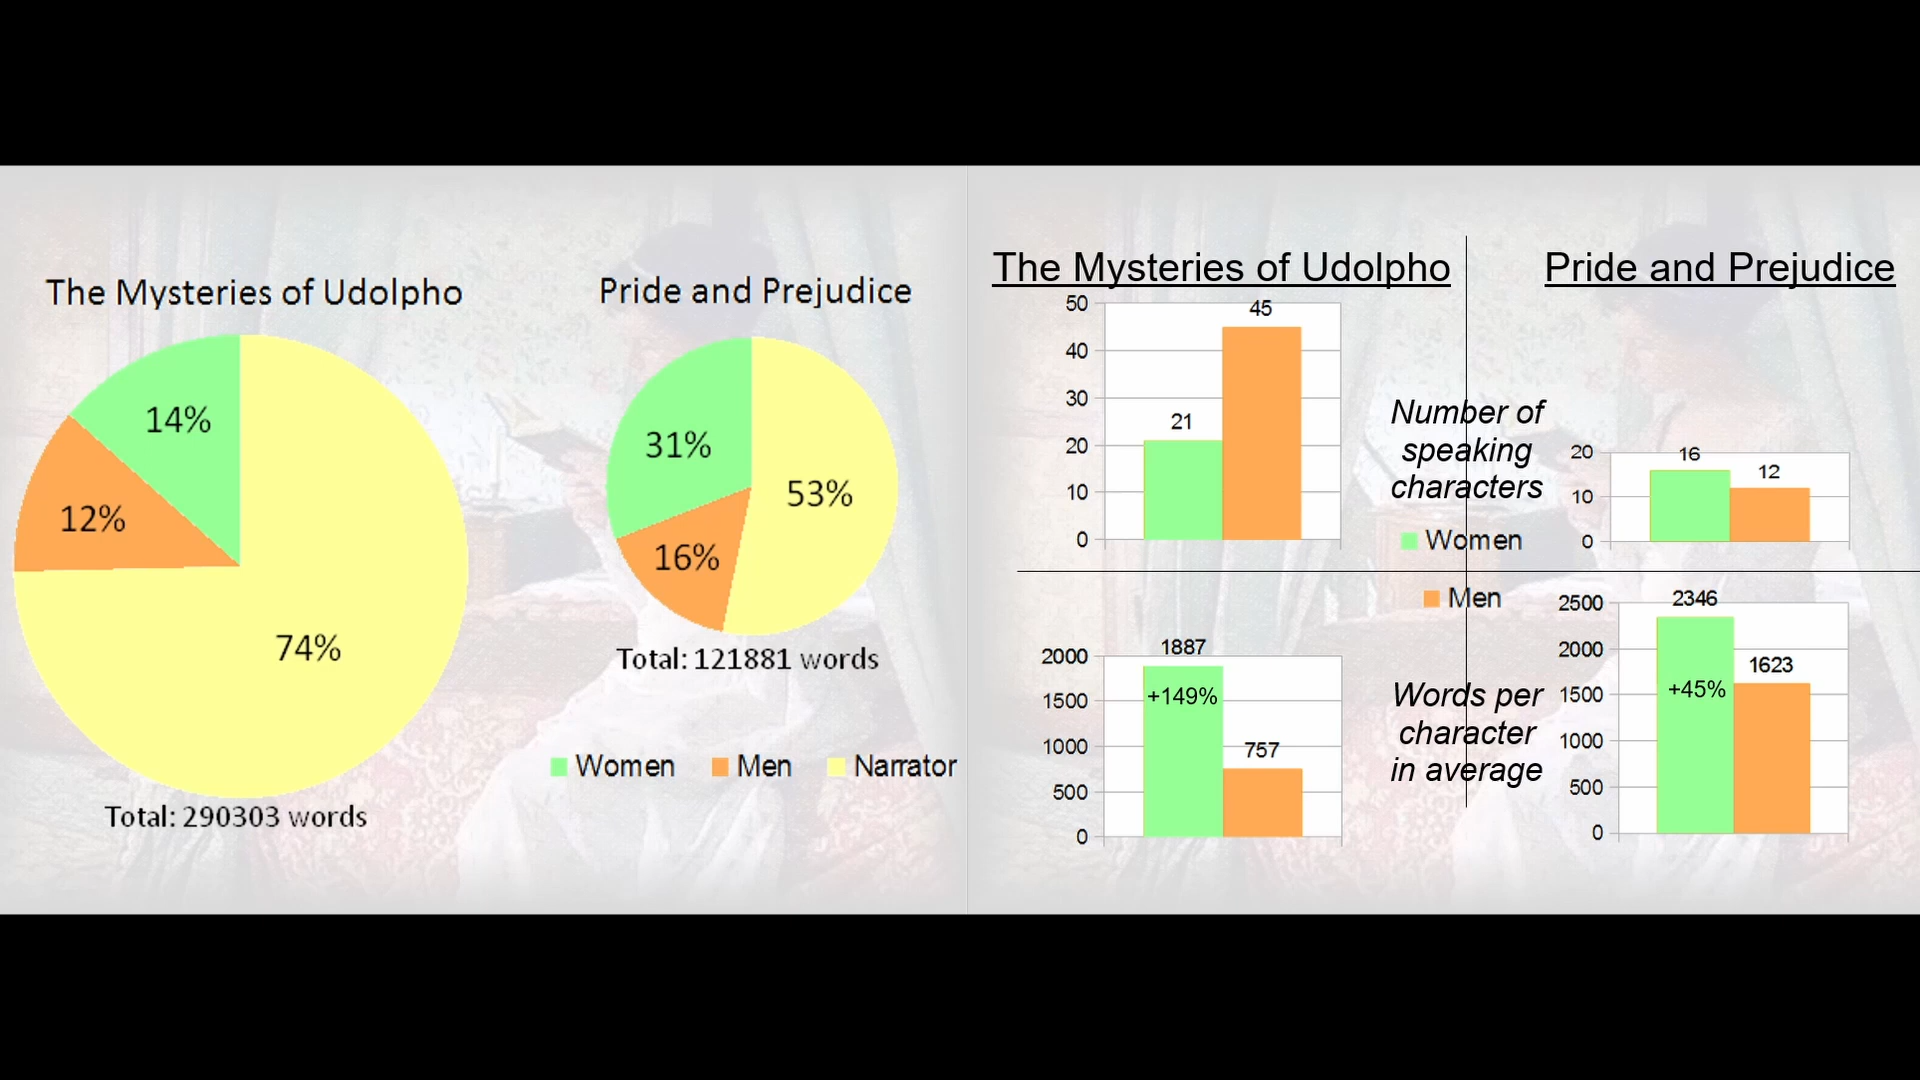 The Mysteries of Udolpho
14%
12%
74%
Total: 290303 words
Pride and Prejudice
31%
53%
16%
Total: 121881 words
Women Men Narrator
The Mysteries of Udolpho
50
40
30
20
10
0
45
21
Number of
speaking
characters
Women
Men
Pride and Prejudice
20
10
0
16
12
2000
1500
1000
500
0
1887
+149%
757
Words per
character
in average
2500
2000
1500
1000
500
0
2346
+45%
1623